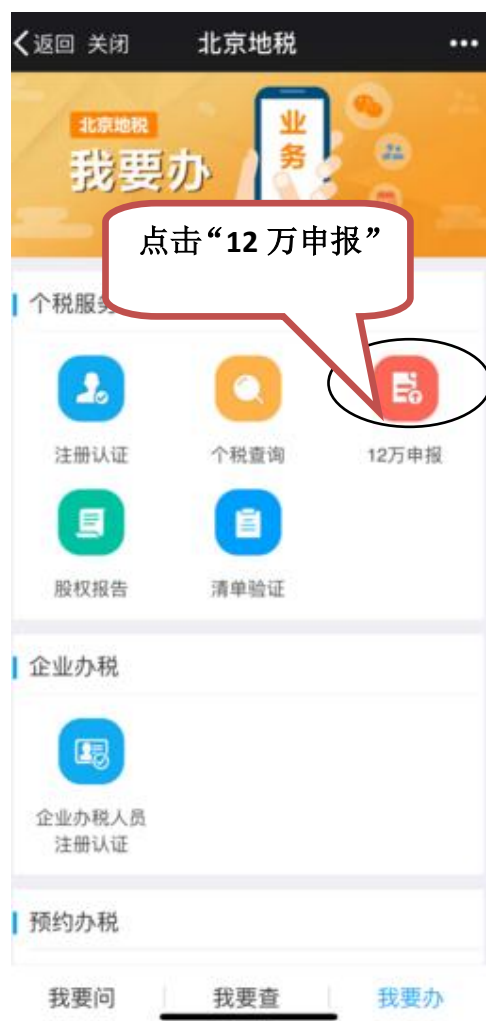 返回 关闭 北京地税
北京地税
我要办
业务
点击“12 万申报”
个税服务
注册认证 个税查询 12万申报
股权报告 清单验证
企业办税
企业办税人员
注册认证
预约办税
我要问 我要查 我要办